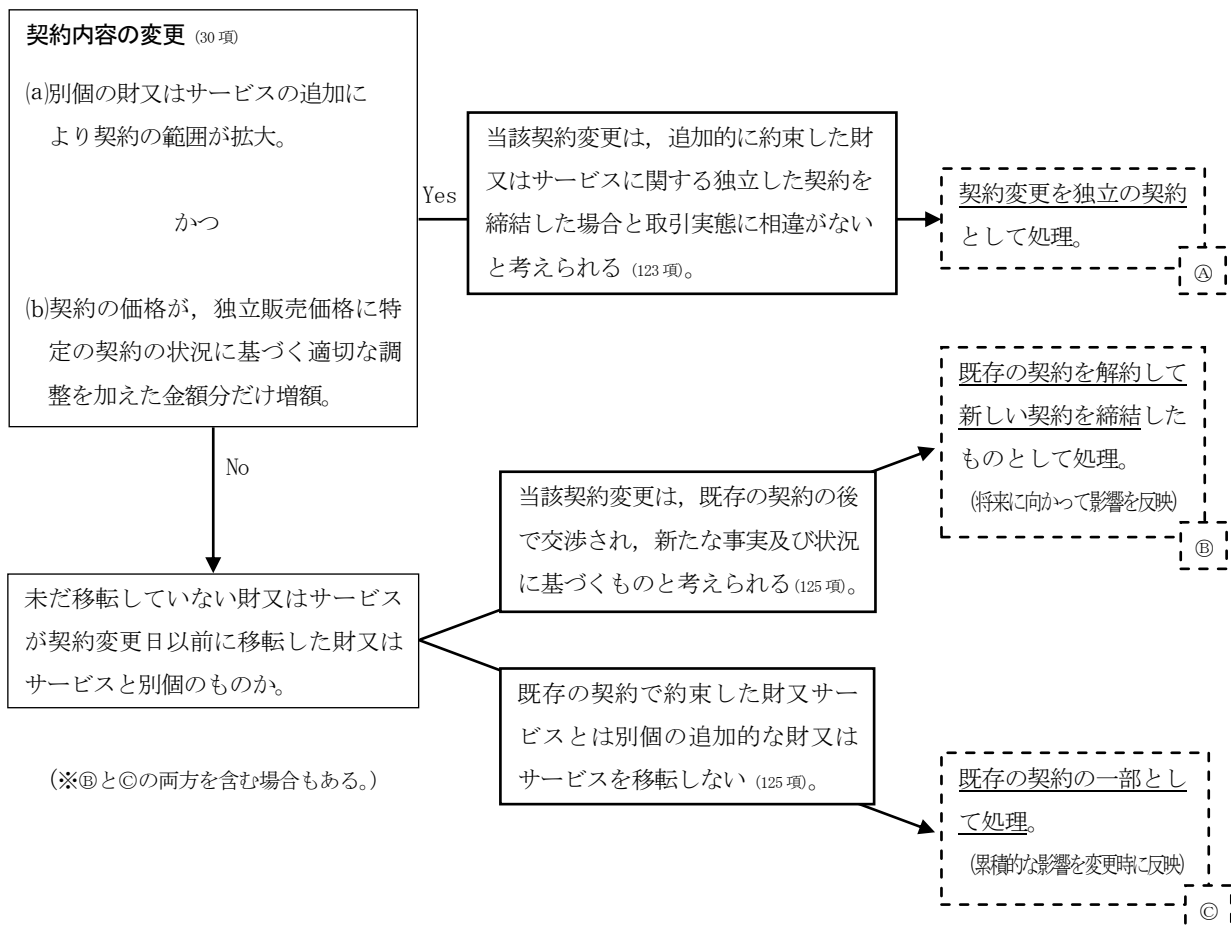 契約内容の変更 (30 項)
⒜別個の財又はサービスの追加に
より契約の範囲が拡大。
かつ
⒝契約の価格が，独立販売価格に特
定の契約の状況に基づく適切な調
整を加えた金額分だけ増額。
Yes
当該契約変更は，追加的に約束した財
又はサービスに関する独立した契約を
締結した場合と取引実態に相違がない
と考えられる (123 項)。
契約変更を独立の契約
として処理。
Ⓐ
No
未だ移転していない財又はサービス
が契約変更日以前に移転した財又は
サービスと別個のものか。
(※ⒷとⒸの両方を含む場合もある。)
当該契約変更は，既存の契約の後
で交渉され，新たな事実及び状況
に基づくものと考えられる (125 項)。
既存の契約を解約して
新しい契約を締結した
ものとして処理。
(将来に向かって影響を反映)
Ⓑ
既存の契約で約束した財又サー
ビスとは別個の追加的な財又は
サービスを移転しない (125 項)。
既存の契約の一部とし
て処理。
(累積的な影響を変更時に反映)
Ⓒ